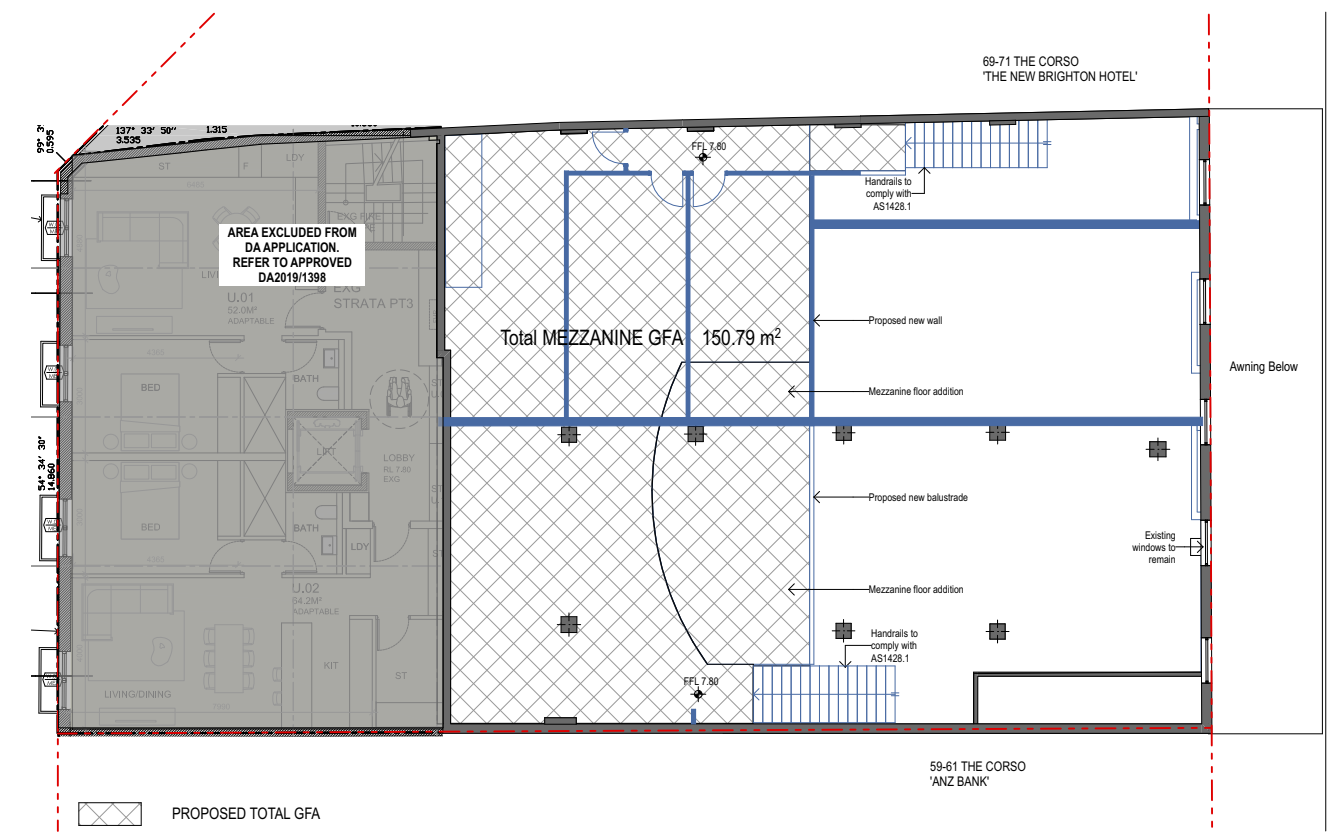 69-71 THE CORSO
'THE NEW BRIGHTON HOTEL'
137° 33' 50"
1.315
3.535
99° 3'
0.595
ST
F
LDY
FFL 7.80
EXG FIRE
Handrails to
comply with
AS1428.1
AREA EXCLUDED FROM
DA APPLICATION.
REFER TO APPROVED
DA2019/1398
EXG
STRATA PT3
U.01
52.0M²
ADAPTABLE
Proposed new wall
Total MEZZANINE GFA 150.79 m²
Awning Below
BATH
BED
Mezzanine floor addition
LIFT
LOBBY
RL 7.80
EXG
54° 34' 30"
14.860
Proposed new balustrade
BED
BATH
LDY
Existing
windows to
remain
U.02
64.2M²
ADAPTABLE
Mezzanine floor addition
Handrails to
comply with
AS1428.1
KIT
ST
FFL 7.80
LIVING/DINING
59-61 THE CORSO
'ANZ BANK'
PROPOSED TOTAL GFA